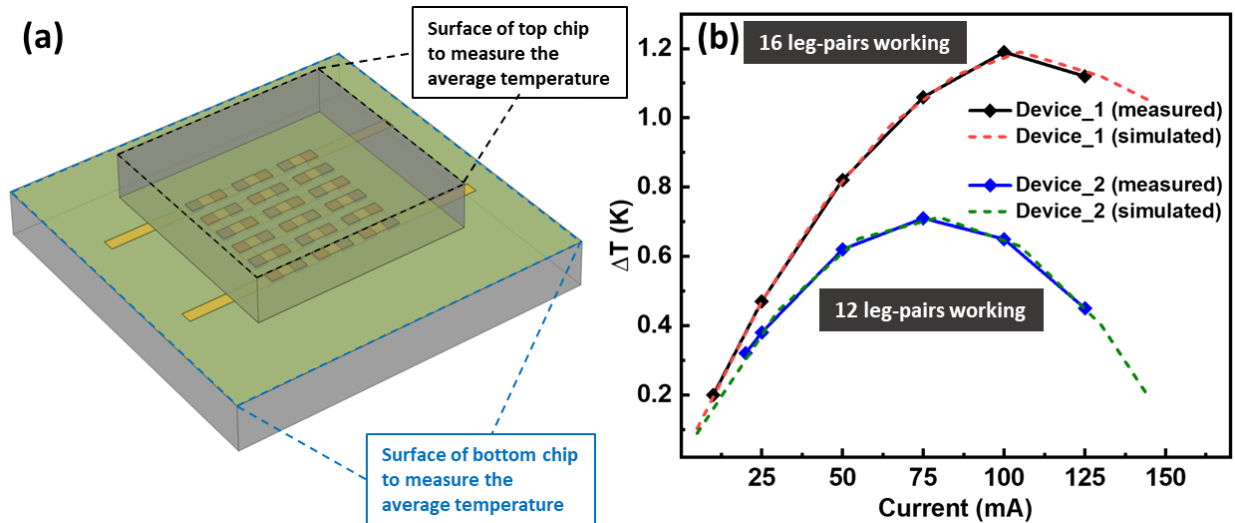 (a)
Surface of top chip
to measure the
average temperature
Surface of bottom chip
to measure the
average temperature
(b)
16 leg-pairs working
Device_1 (measured)
Device_1 (simulated)
Device_2 (measured)
Device_2 (simulated)
12 leg-pairs working
ΔT (K)
1.2
1.0
0.8
0.6
0.4
0.2
25 50 75 100 125 150
Current (mA)